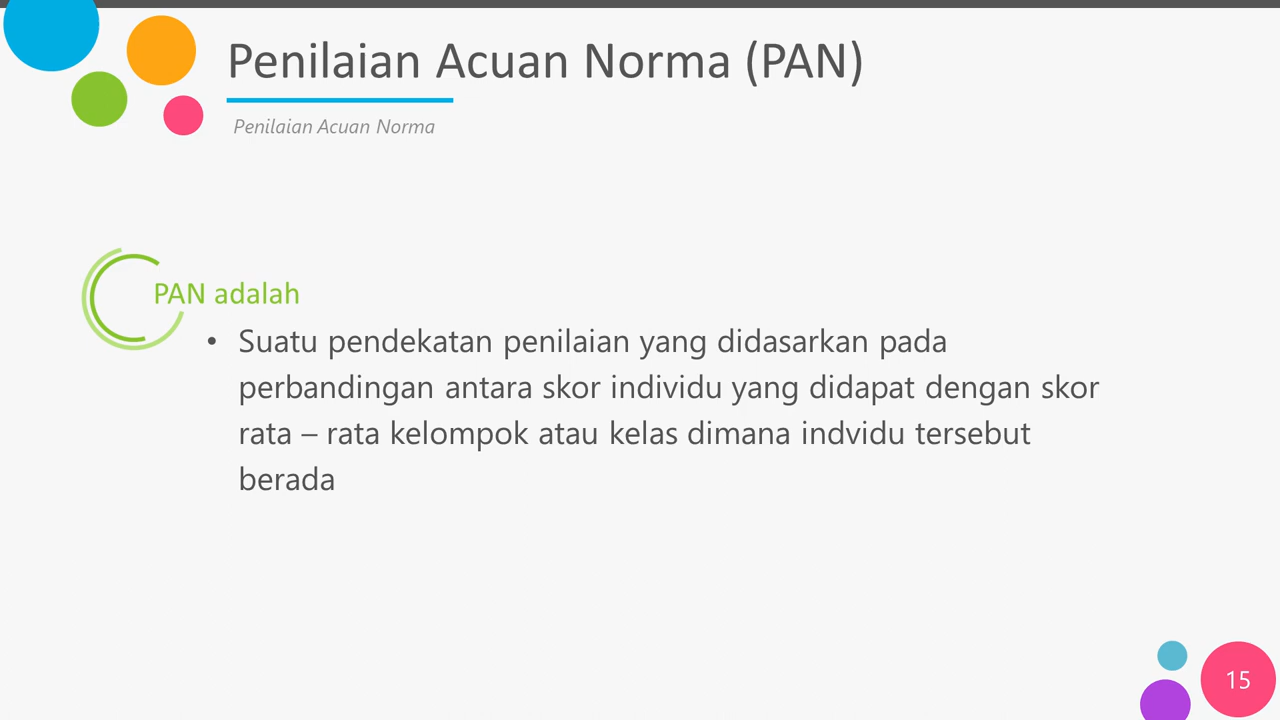 Penilaian Acuan Norma (PAN)
Penilaian Acuan Norma
PAN adalah
• Suatu pendekatan penilaian yang didasarkan pada
perbandingan antara skor individu yang didapat dengan skor
rata – rata kelompok atau kelas dimana indvidu tersebut
berada
15